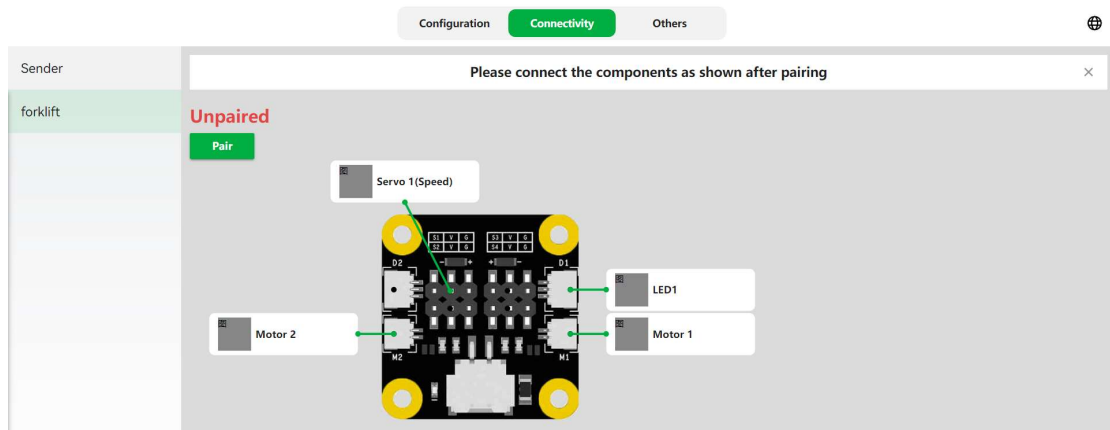 Configuration Connectivity Others
Sender
Please connect the components as shown after pairing
forklift
Unpaired
Pair
Servo 1(Speed)
S1 V G S3 V G
S2 V G S4 V G
- + + -
D2 D1
LED1
Motor 2
Motor 1
M2 M1